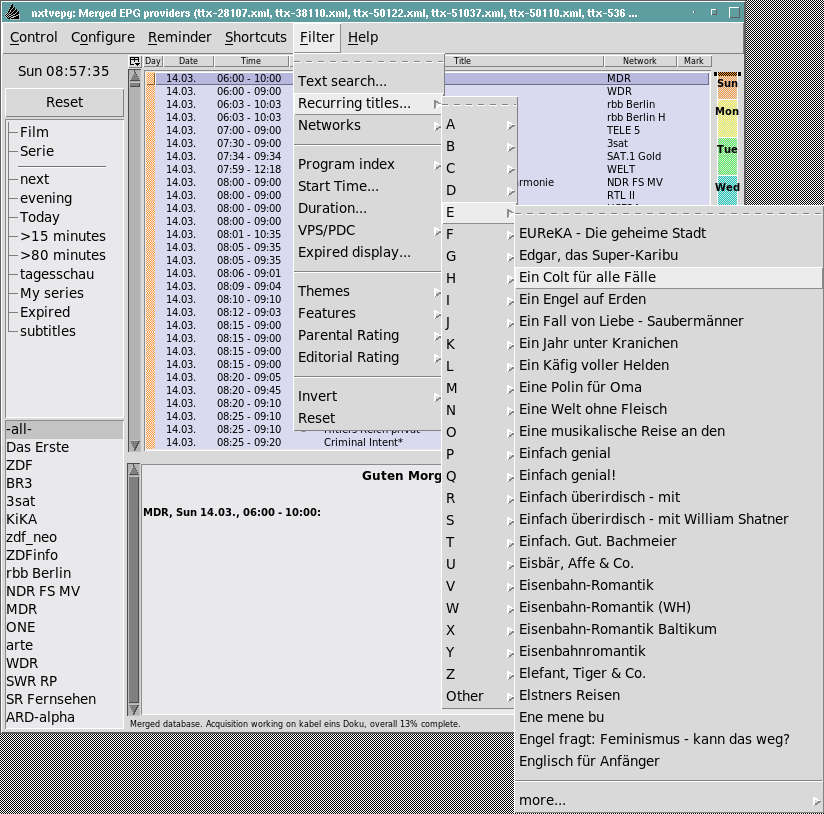 nxtvepg: Merged EPG providers (ttx-28107.xml, ttx-38110.xml, ttx-50122.xml, ttx-51037.xml, ttx-50110.xml, ttx-536 ...
Control Configure Reminder Shortcuts Filter Help
Sun 08:57:35
Reset
Film
Serie
next
evening
Today
>15 minutes
>80 minutes
tagesschau
My series
Expired
subtitles
-all-
Das Erste
ZDF
BR3
3sat
KiKA
zdf_neo
ZDFinfo
rbb Berlin
NDR FS MV
MDR
ONE
arte
WDR
SWR RP
SR Fernsehen
ARD-alpha
Day Date Time Title Network Mark
14.03. 06:00 - 10:00 MDR
14.03. 06:00 - 09:00 WDR
14.03. 06:03 - 10:03 rbb Berlin
14.03. 06:03 - 10:03 rbb Berlin H
14.03. 07:00 - 09:00 TELE 5
14.03. 07:30 - 09:00 3sat
14.03. 07:34 - 09:34 SAT.1 Gold
14.03. 07:59 - 12:18 WELT
14.03. 08:00 - 09:00 armonie NDR FS MV
14.03. 08:00 - 09:00 RTL II
14.03. 08:00 - 09:00
14.03. 08:00 - 09:00
14.03. 08:01 - 10:35
14.03. 08:05 - 09:35
14.03. 08:05 - 09:35
14.03. 08:06 - 09:01
14.03. 08:09 - 09:04
14.03. 08:10 - 09:10
14.03. 08:12 - 09:03
14.03. 08:15 - 09:00
14.03. 08:15 - 09:00
14.03. 08:15 - 09:00
14.03. 08:15 - 09:00
14.03. 08:20 - 09:05
14.03. 08:20 - 09:45
14.03. 08:20 - 09:10
14.03. 08:25 - 09:10
14.03. 08:25 - 09:10 Hitlers Reich privat
14.03. 08:25 - 09:20 Criminal Intent*
Sun
Mon
Tue
Wed
Guten Morg
MDR, Sun 14.03., 06:00 - 10:00:
Merged database. Acquisition working on kabel eins Doku, overall 13% complete.
Text search...
Recurring titles...
Networks
Program index
Start Time...
Duration...
VPS/PDC
Expired display...
Themes
Features
Parental Rating
Editorial Rating
Invert
Reset
A
B
C
D
E
F
G
H
I
J
K
L
M
N
O
P
Q
R
S
T
U
V
W
X
Y
Z
Other
EUReKA - Die geheime Stadt
Edgar, das Super-Karibu
Ein Colt für alle Fälle
Ein Engel auf Erden
Ein Fall von Liebe - Saubermänner
Ein Jahr unter Kranichen
Ein Käfig voller Helden
Eine Polin für Oma
Eine Welt ohne Fleisch
Eine musikalische Reise an den
Einfach genial
Einfach genial!
Einfach überirdisch - mit
Einfach überirdisch - mit William Shatner
Einfach. Gut. Bachmeier
Eisbär, Affe & Co.
Eisenbahn-Romantik
Eisenbahn-Romantik (WH)
Eisenbahn-Romantik Baltikum
Eisenbahnromantik
Elefant, Tiger & Co.
Elstners Reisen
Ene mene bu
Engel fragt: Feminismus - kann das weg?
Englisch für Anfänger
more...